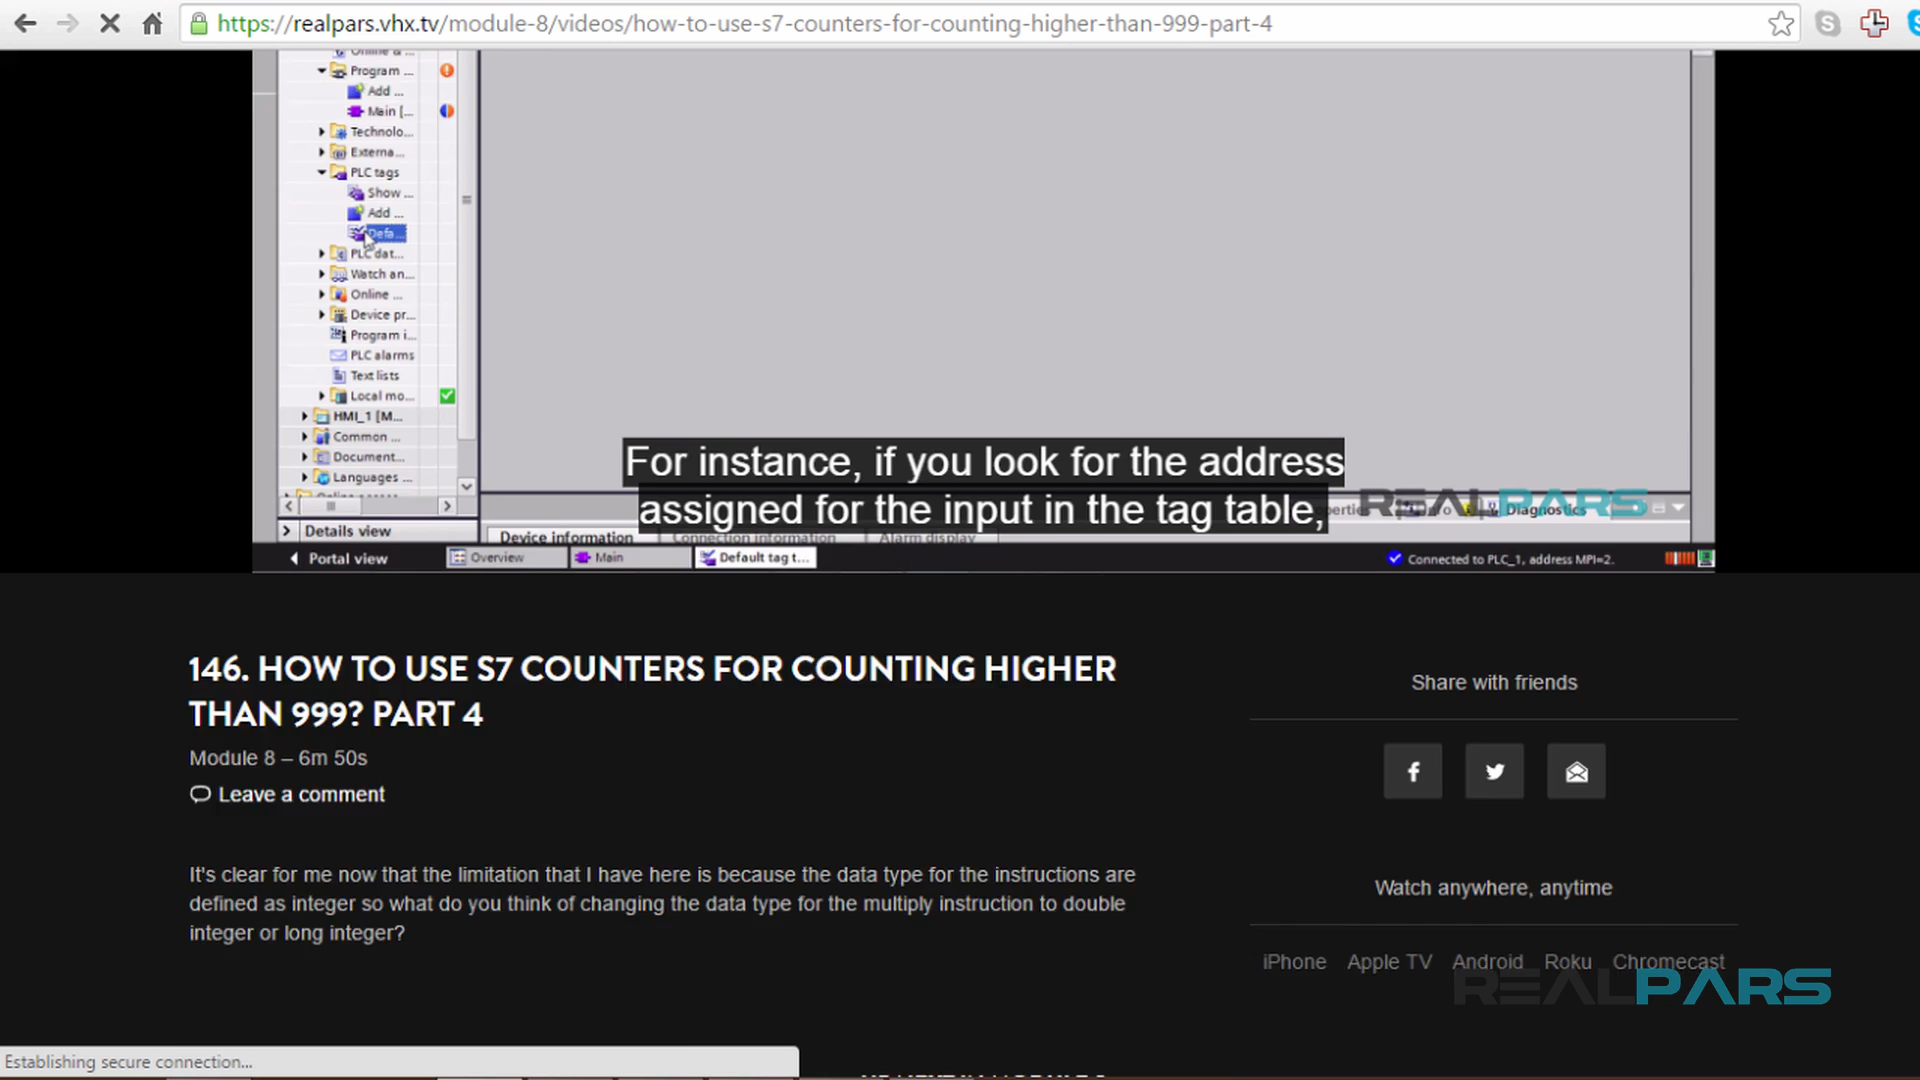 https://realpars.vhx.tv/module-8/videos/how-to-use-s7-counters-for-counting-higher-than-999-part-4
Program ...
Add ...
Main [...
Technolo...
Externa...
PLC tags
Show ...
Add ...
Defa...
PLC dat...
Watch an...
Online ...
Device pr...
Program i...
PLC alarms
Text lists
Local mo...
HMI_1 [M...
Common ...
Document...
Languages ...
Details view
For instance, if you look for the address
assigned for the input in the tag table,
REALPARS
Diagnostics
Device information
Connection information
Alarm display
Portal view
Overview
Main
Default tag t...
Connected to PLC_1, address MPI=2.
146. HOW TO USE S7 COUNTERS FOR COUNTING HIGHER
THAN 999? PART 4
Module 8 – 6m 50s
Leave a comment
It's clear for me now that the limitation that I have here is because the data type for the instructions are
defined as integer so what do you think of changing the data type for the multiply instruction to double
integer or long integer?
Share with friends
Watch anywhere, anytime
iPhone Apple TV Android Roku Chromecast
REALPARS
Establishing secure connection...